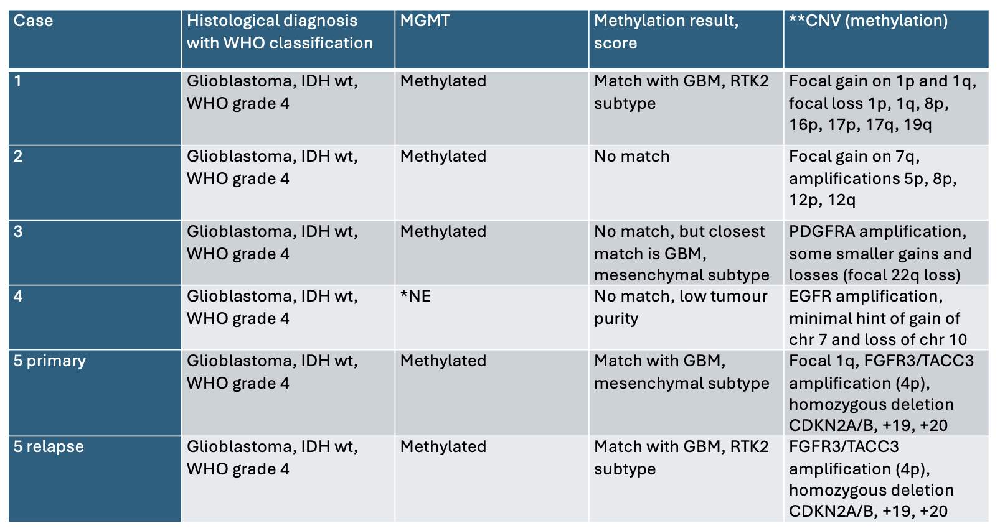 Case
Histological diagnosis
with WHO classification
MGMT
Methylation result,
score
**CNV (methylation)
1
Glioblastoma, IDH wt,
WHO grade 4
Methylated
Match with GBM, RTK2
subtype
Focal gain on 1p and 1q,
focal loss 1p, 1q, 8p,
16p, 17p, 17q, 19q
2
Glioblastoma, IDH wt,
WHO grade 4
Methylated
No match
Focal gain on 7q,
amplifications 5p, 8p,
12p, 12q
3
Glioblastoma, IDH wt,
WHO grade 4
Methylated
No match, but closest
match is GBM,
mesenchymal subtype
PDGFRA amplification,
some smaller gains and
losses (focal 22q loss)
4
Glioblastoma, IDH wt,
WHO grade 4
*NE
No match, low tumour
purity
EGFR amplification,
minimal hint of gain of
chr 7 and loss of chr 10
5 primary
Glioblastoma, IDH wt,
WHO grade 4
Methylated
Match with GBM,
mesenchymal subtype
Focal 1q, FGFR3/TACC3
amplification (4p),
homozygous deletion
CDKN2A/B, +19, +20
5 relapse
Glioblastoma, IDH wt,
WHO grade 4
Methylated
Match with GBM, RTK2
subtype
FGFR3/TACC3
amplification (4p),
homozygous deletion
CDKN2A/B, +19, +20